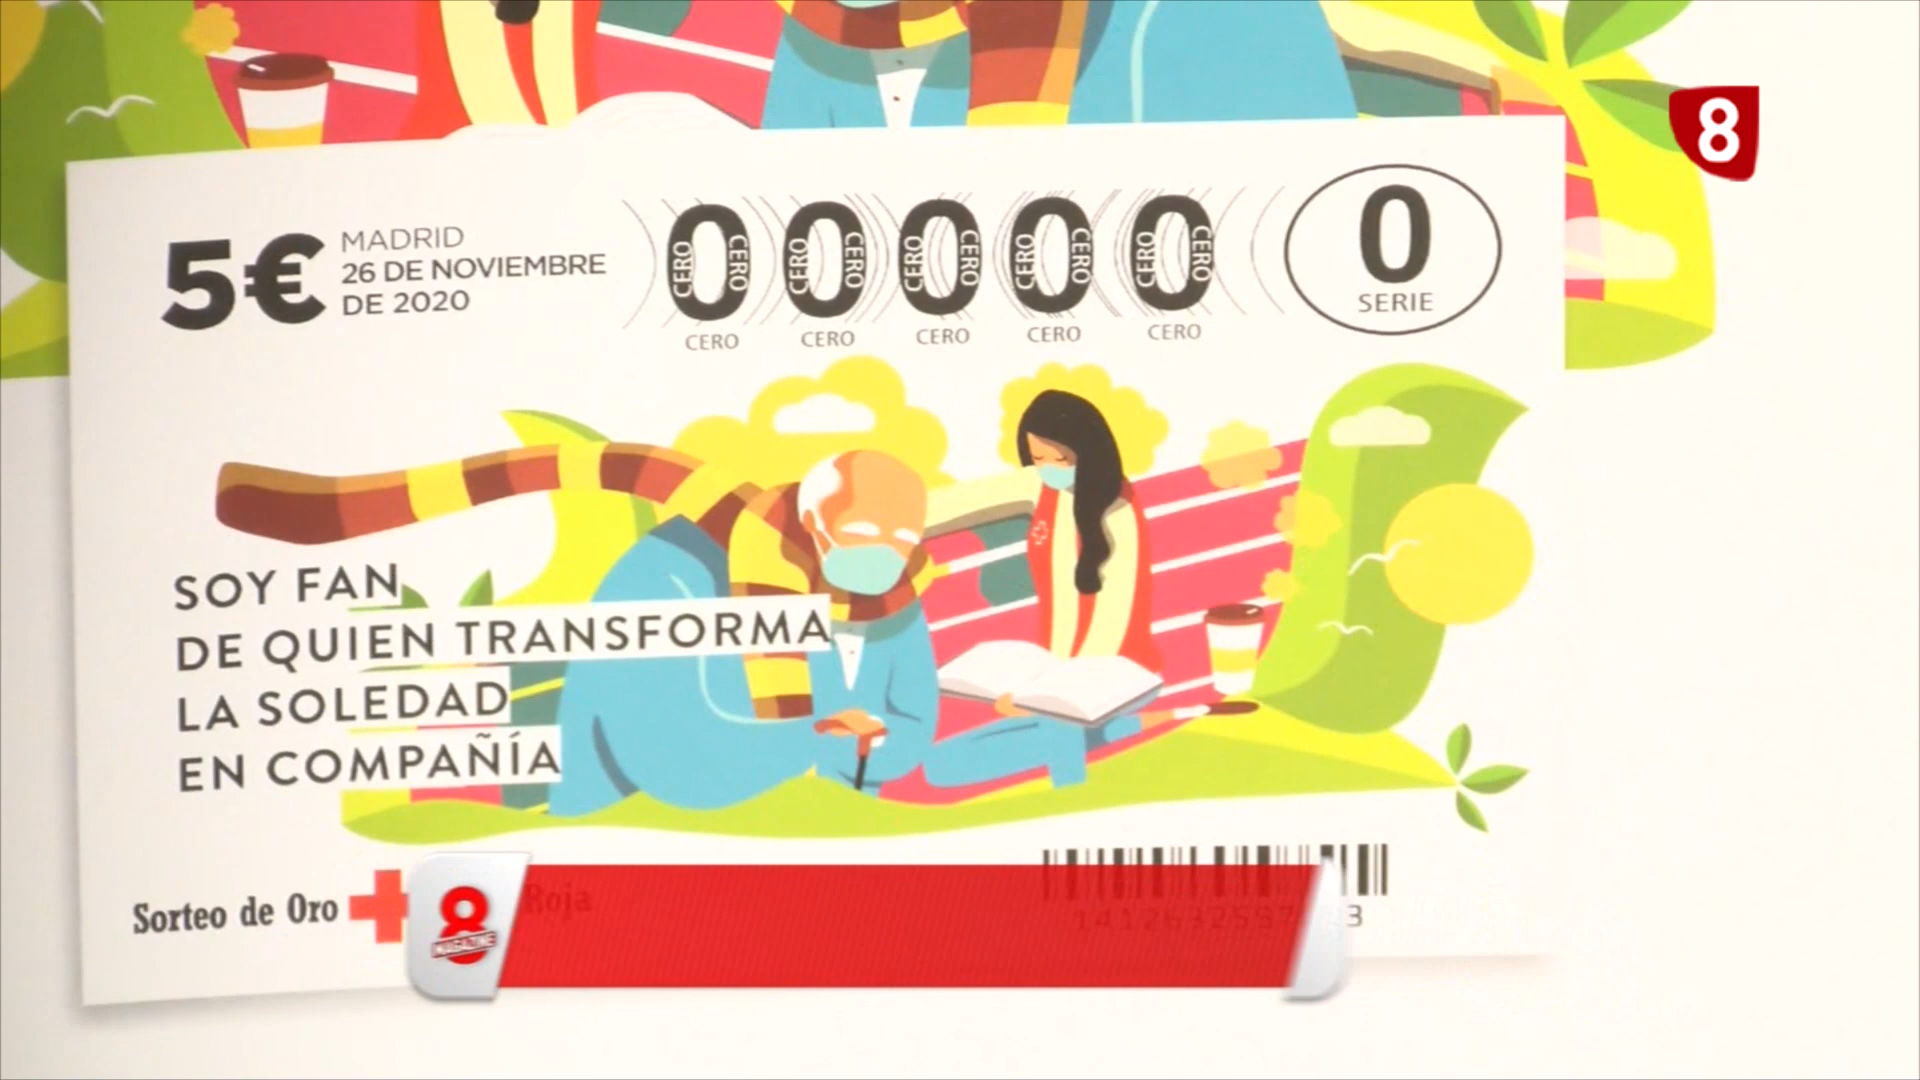 8
5€
MADRID
26 DE NOVIEMBRE
DE 2020
00000
CERO CERO CERO CERO CERO CERO CERO CERO CERO CERO
CERO CERO CERO CERO CERO
0
SERIE
SOY FAN
DE QUIEN TRANSFORMA
LA SOLEDAD
EN COMPAÑÍA
Sorteo de Oro
Roja
8
MAGAZINE